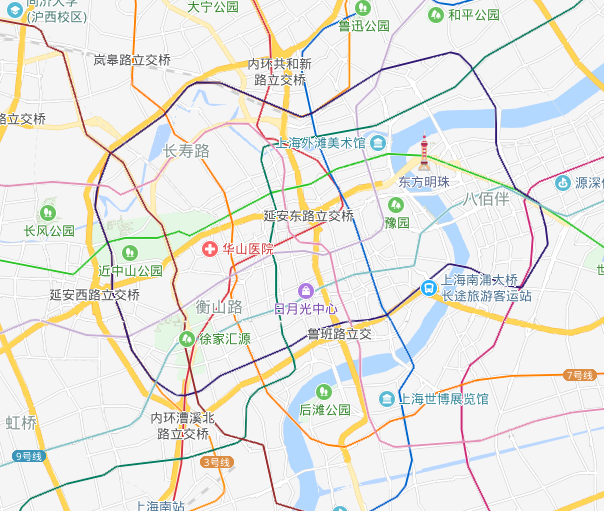 同济大学
(沪西校区)
大宁公园
鲁迅公园
和平公园
岚皋路立交桥
内环共和新
路立交桥
路立交桥
上海外滩美术馆
长寿路
东方明珠
源深体
八佰伴
长风公园
延安东路立交桥
豫园
华山医院
近中山公园
上海南浦大桥
长途旅游客运站
延安西路立交桥
衡山路
日月光中心
鲁班路立交
徐家汇源
7号线
后滩公园
上海世博展览馆
内环漕溪北
路立交桥
虹桥
9号线
3号线
上海南站